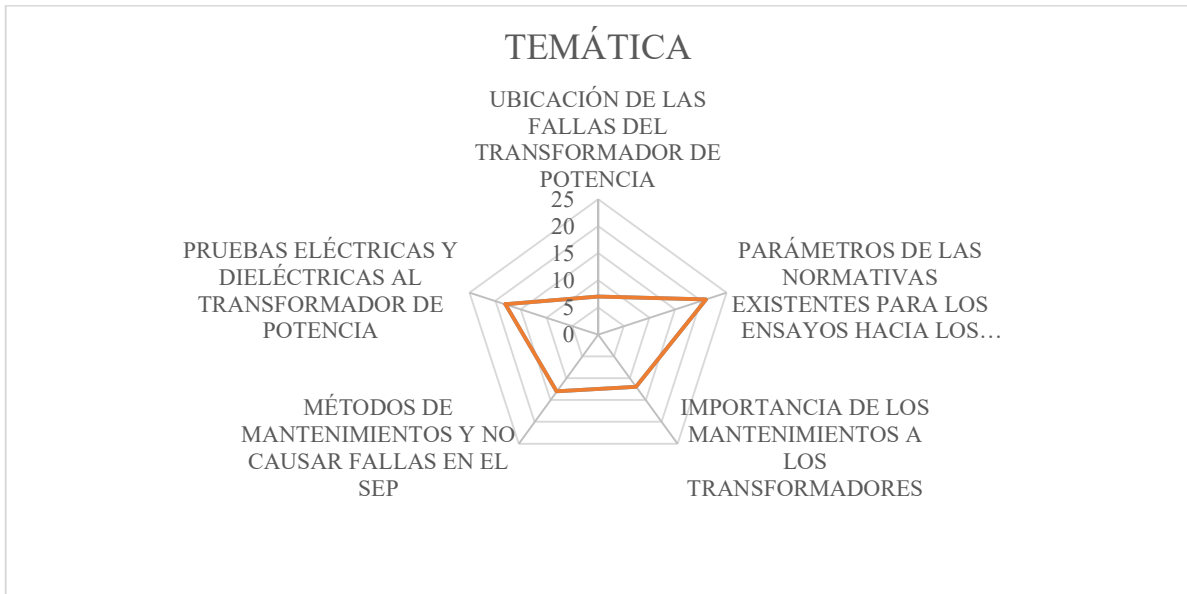 TEMÁTICA
UBICACIÓN DE LAS
FALLAS DEL
TRANSFORMADOR DE
POTENCIA
25
20
15
10
5
0
PARÁMETROS DE LAS
NORMATIVAS
EXISTENTES PARA LOS
ENSAYOS HACIA LOS…
IMPORTANCIA DE LOS
MANTENIMIENTOS A
LOS
TRANSFORMADORES
MÉTODOS DE
MANTENIMIENTOS Y NO
CAUSAR FALLAS EN EL
SEP
PRUEBAS ELÉCTRICAS Y
DIELÉCTRICAS AL
TRANSFORMADOR DE
POTENCIA